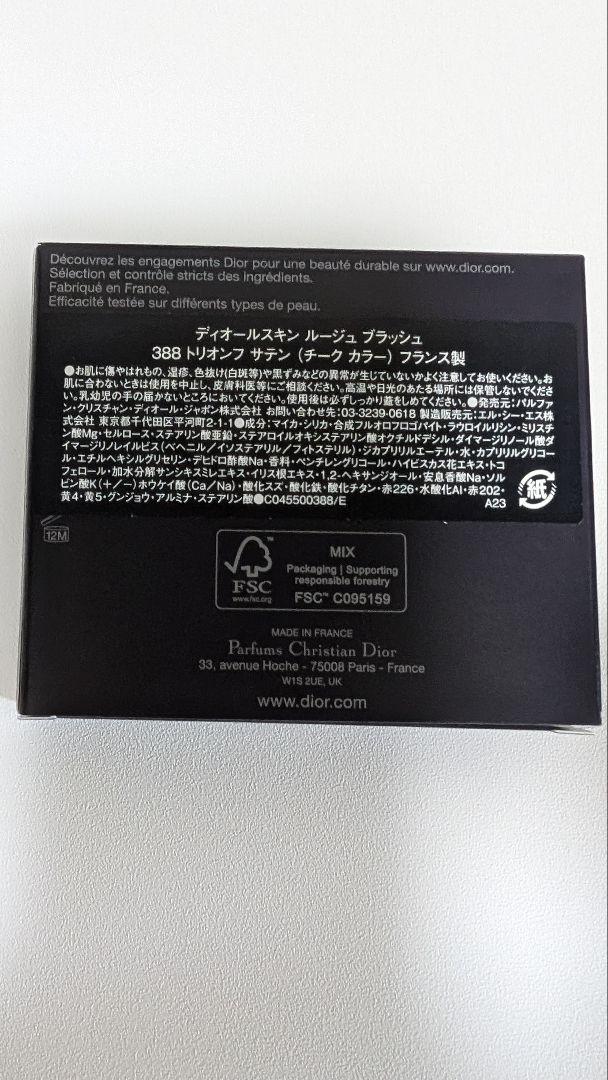 Découvrez les engagements Dior pour une beauté durable sur www.dior.com.
Sélection et contrôle stricts des ingrédients.
Fabriqué en France.
Efficacité testée sur différents types de peau.
ディオールスキン ルージュ ブラッシュ
388 トリオンフ サテン (チーク カラー) フランス製
●お肌に傷やはれもの、湿疹、色抜け(白斑等)や黒ずみなどの異常が生じていないかよく注意してお使いください。お
肌に合わないときは使用を中止し、皮膚科医等にご相談ください。高温や日光のあたる場所には保管しないでくださ
い。乳幼児の手の届かないところにおいてください。使用後は必ずしっかり蓋をしめてください。●発売元:パルファ
ン・クリスチャン・ディオール・ジャポン株式会社 お問い合わせ先:03-3239-0618 製造販売元:エル・シー・エス株
式会社 東京都千代田区平河町2-1-1●成分:マイカ・シリカ・合成フルオロフロゴパイト・ラウロイルリシン・ミリスチ
ン酸Mg・セルロース・ステアリン酸亜鉛・ステアロイルオキシステアリン酸オクチルドデシル・ダイマージリノール酸ダ
イマージリノレイルビス(ベヘニル/イソステアリル/フィトステリル)・ジカプリリルエーテル・水・カプリリルグリコー
ル・エチルヘキシルグリセリン・デヒドロ酢酸Na・香料・ペンチレングリコール・ハイビスカス花エキス・トコ
フェロール・加水分解サンシキスミレエキス・イリス根エキス・1,2-ヘキサンジオール・安息香酸Na・ソル
ビン酸K(+/-)ホウケイ酸(Ca/Na)・酸化スズ・酸化鉄・酸化チタン・赤226・水酸化Al・赤202・
黄4・黄5・グンジョウ・アルミナ・ステアリン酸●C045500388/E A23
紙
12M
FSC™
www.fsc.org
MIX
Packaging | Supporting
responsible forestry
FSC™ C095159
MADE IN FRANCE
Parfums Christian Dior
33, avenue Hoche - 75008 Paris - France
W1S 2UE, UK
www.dior.com